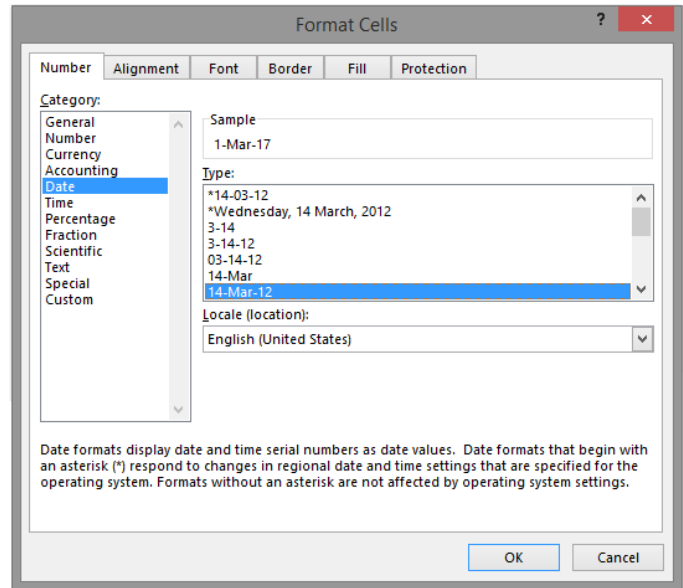 Format Cells
?
×
Number Alignment Font Border Fill Protection
Category:
General
Number
Currency
Accounting
Date
Time
Percentage
Fraction
Scientific
Text
Special
Custom
Sample
1-Mar-17
Type:
*14-03-12
*Wednesday, 14 March, 2012
3-14
3-14-12
03-14-12
14-Mar
14-Mar-12
Locale (location):
English (United States)
Date formats display date and time serial numbers as date values. Date formats that begin with
an asterisk (*) respond to changes in regional date and time settings that are specified for the
operating system. Formats without an asterisk are not affected by operating system settings.
OK Cancel